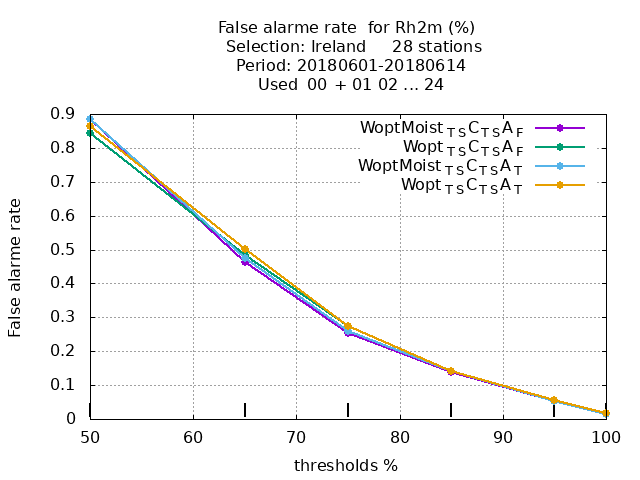 False alarme rate  for Rh2m (%)
Selection: Ireland     28 stations
Period: 20180601-20180614
Used  00 + 01 02 ... 24
WoptMoist TS C TS A F
Wopt TS C TS A F
WoptMoist TS C TS A T
Wopt TS C TS A T
False alarme rate
0.9
0.8
0.7
0.6
0.5
0.4
0.3
0.2
0.1
0
50 60 70 80 90 100
thresholds %